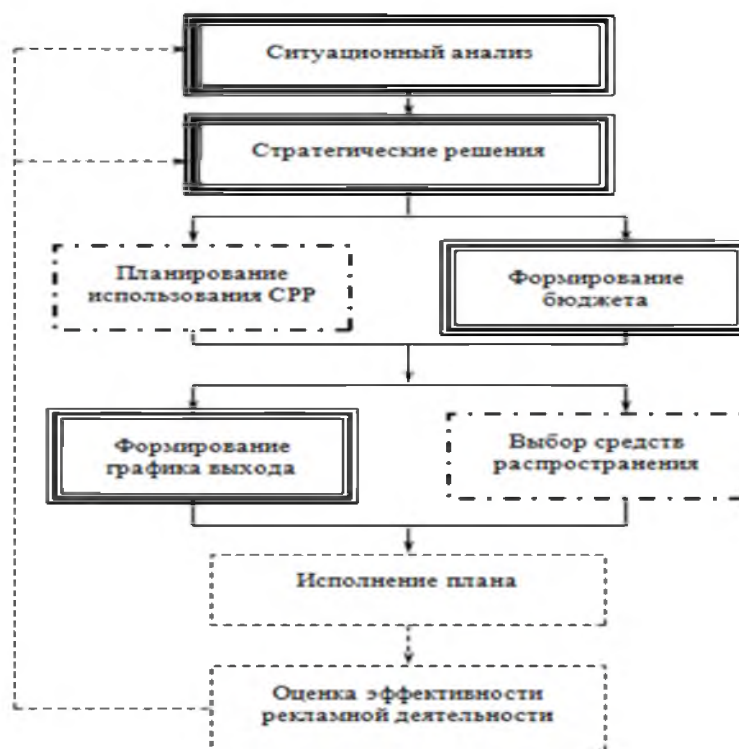 Ситуационный анализ
Стратегические решения
Планирование
использования СРР
Формирование
бюджета
Формирование
графика выхода
Выбор средств
распространения
Исполнение плана
Оценка эффективности
рекламной деятельности